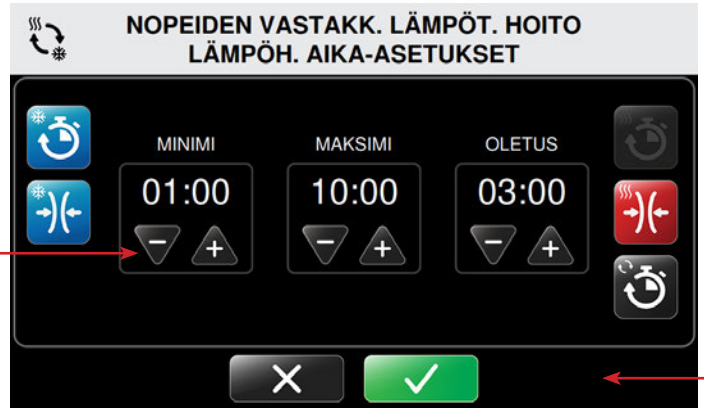 NOPEIDEN VASTAKK. LÄMPÖT. HOITO
LÄMPÖH. AIKA-ASETUKSET
MINIMI MAKSIMI OLETUS
01:00 10:00 03:00